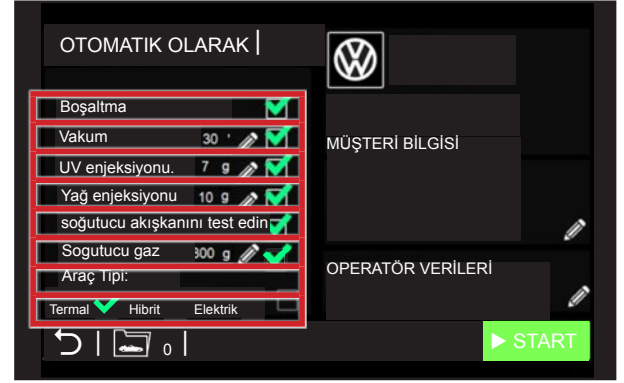 OTOMATIK OLARAK
Boşaltma
Vakum 30 '
UV enjeksiyonu. 7 g
Yağ enjeksiyonu 10 g
soğutucu akışkanını test edin
Sogutucu gaz 300 g
Araç Tipi:
Termal Hibrit Elektrik
0
MÜŞTERİ BİLGİSİ
OPERATÖR VERİLERİ
START